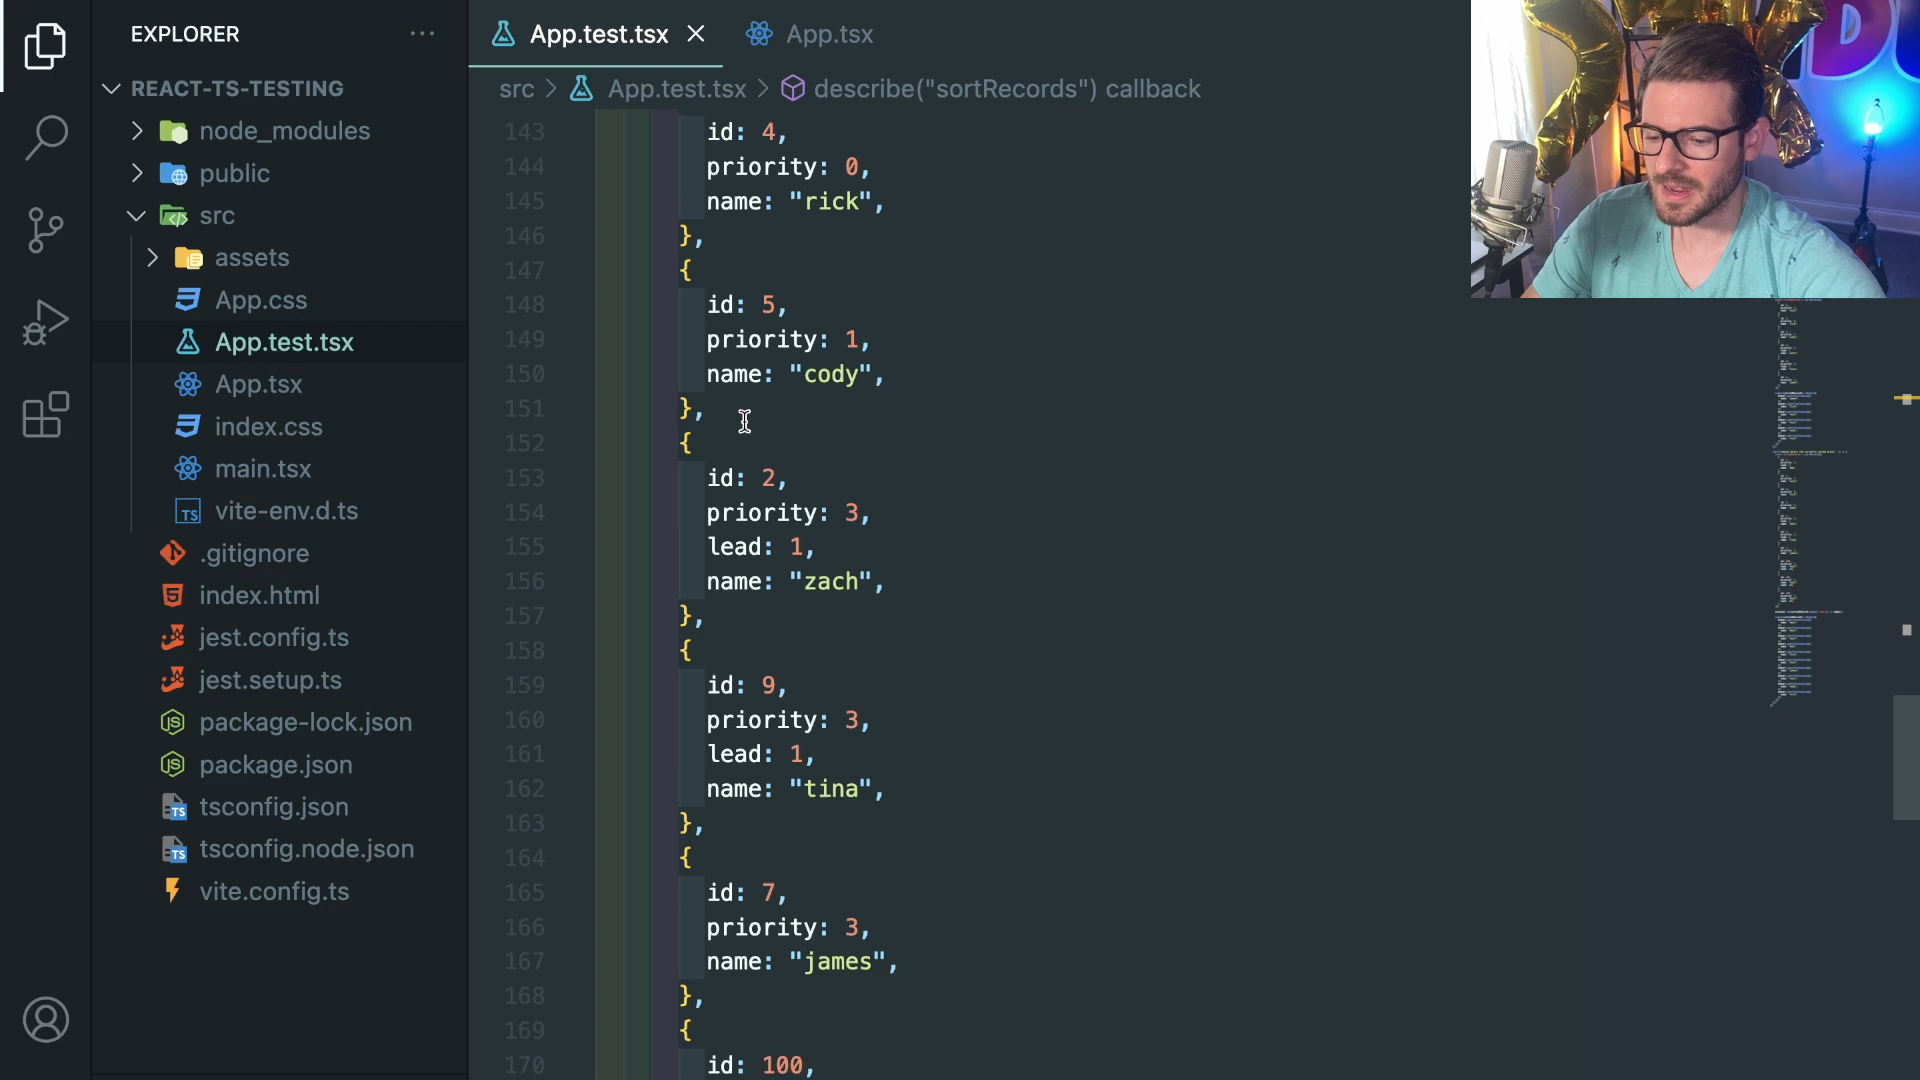 EXPLORER
REACT-TS-TESTING
node_modules
public
src
assets
App.css
App.test.tsx
App.tsx
index.css
main.tsx
vite-env.d.ts
.gitignore
index.html
jest.config.ts
jest.setup.ts
package-lock.json
package.json
tsconfig.json
tsconfig.node.json
vite.config.ts
App.test.tsx App.tsx
src > App.test.tsx > describe("sortRecords") callback
143 id: 4,
144 priority: 0,
145 name: "rick",
146 },
147 {
148 id: 5,
149 priority: 1,
150 name: "cody",
151 },
152 {
153 id: 2,
154 priority: 3,
155 lead: 1,
156 name: "zach",
157 },
158 {
159 id: 9,
160 priority: 3,
161 lead: 1,
162 name: "tina",
163 },
164 {
165 id: 7,
166 priority: 3,
167 name: "james",
168 },
169 {
170 id: 100,